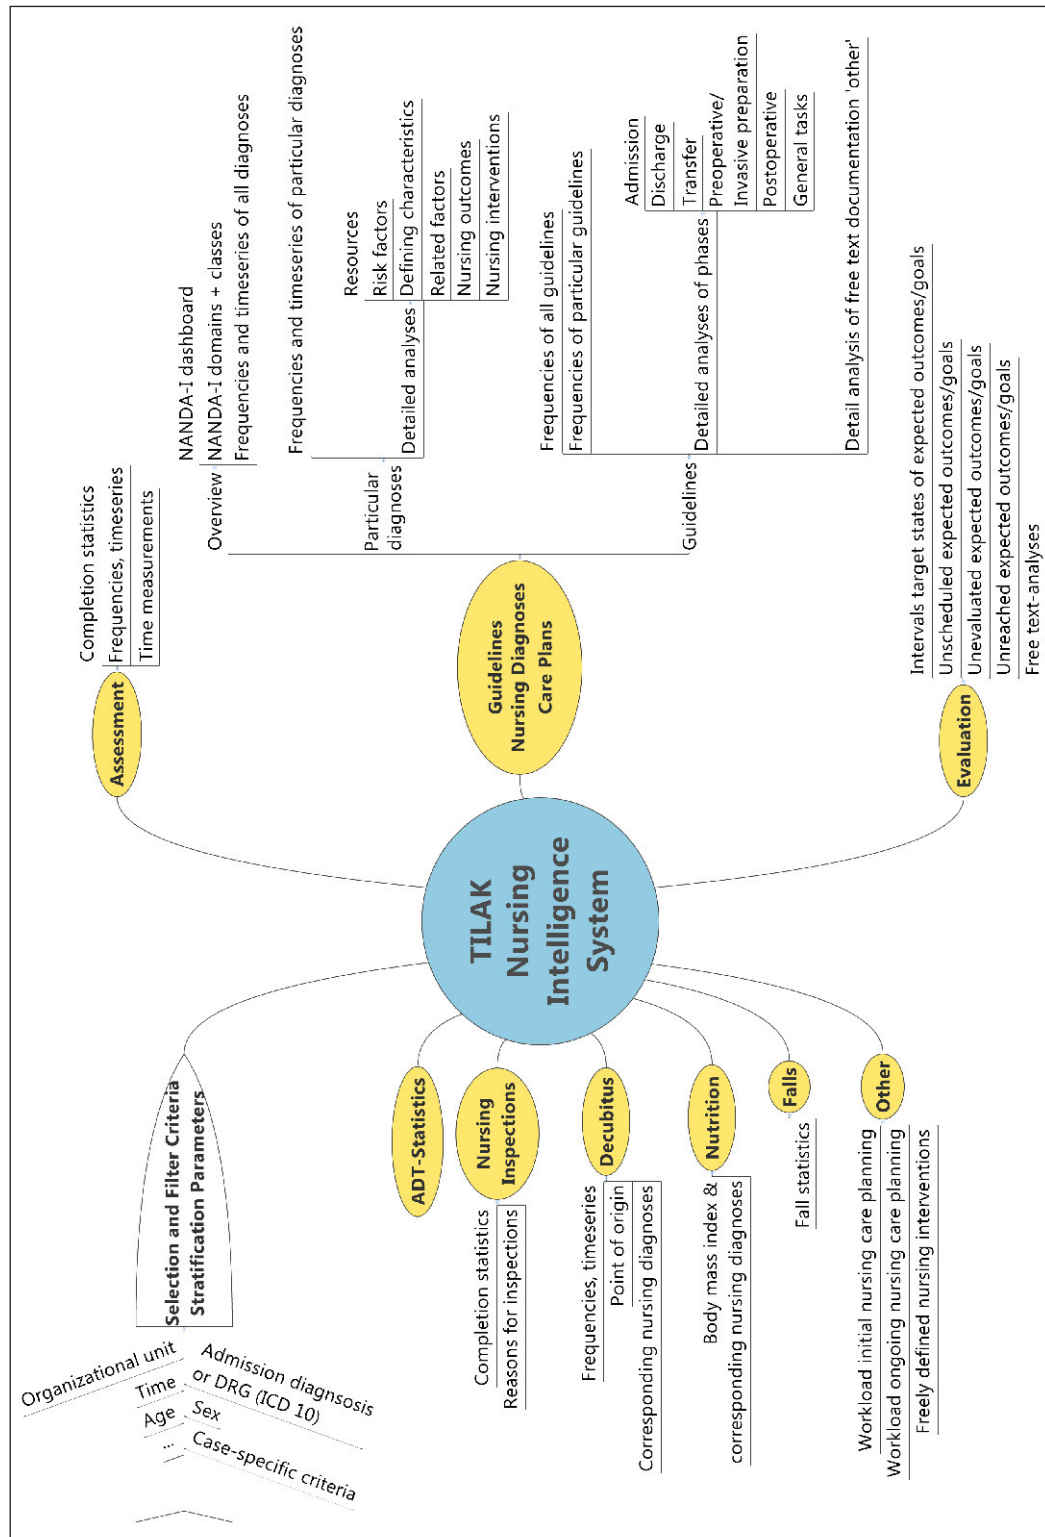 TILAK
Nursing
Intelligence
System
Selection and Filter Criteria
Stratification Parameters
Organizational unit
Time
Age
...
Admission diagnsosis
or DRG (ICD 10)
Sex
Case-specific criteria
ADT-Statistics
Nursing
Inspections
Completion statistics
Reasons for inspections
Decubitus
Frequencies, timeseries
Point of origin
Corresponding nursing diagnoses
Nutrition
Body mass index &
corresponding nursing diagnoses
Falls
Fall statistics
Other
Workload initial nursing care planning
Workload ongoing nursing care planning
Freely defined nursing interventions
Assessment
Completion statistics
Frequencies, timeseries
Time measurements
Guidelines
Nursing Diagnoses
Care Plans
Overview
NANDA-I dashboard
NANDA-I domains + classes
Frequencies and timeseries of all diagnoses
Particular
diagnoses
Frequencies and timeseries of particular diagnoses
Detailed analyses
Resources
Risk factors
Defining characteristics
Related factors
Nursing outcomes
Nursing interventions
Guidelines
Frequencies of all guidelines
Frequencies of particular guidelines
Detailed analyses of phases
Admission
Discharge
Transfer
Preoperative/
Invasive preparation
Postoperative
General tasks
Detail analysis of free text documentation 'other'
Evaluation
Intervals target states of expected outcomes/goals
Unscheduled expected outcomes/goals
Unevaluated expected outcomes/goals
Unreached expected outcomes/goals
Free text-analyses